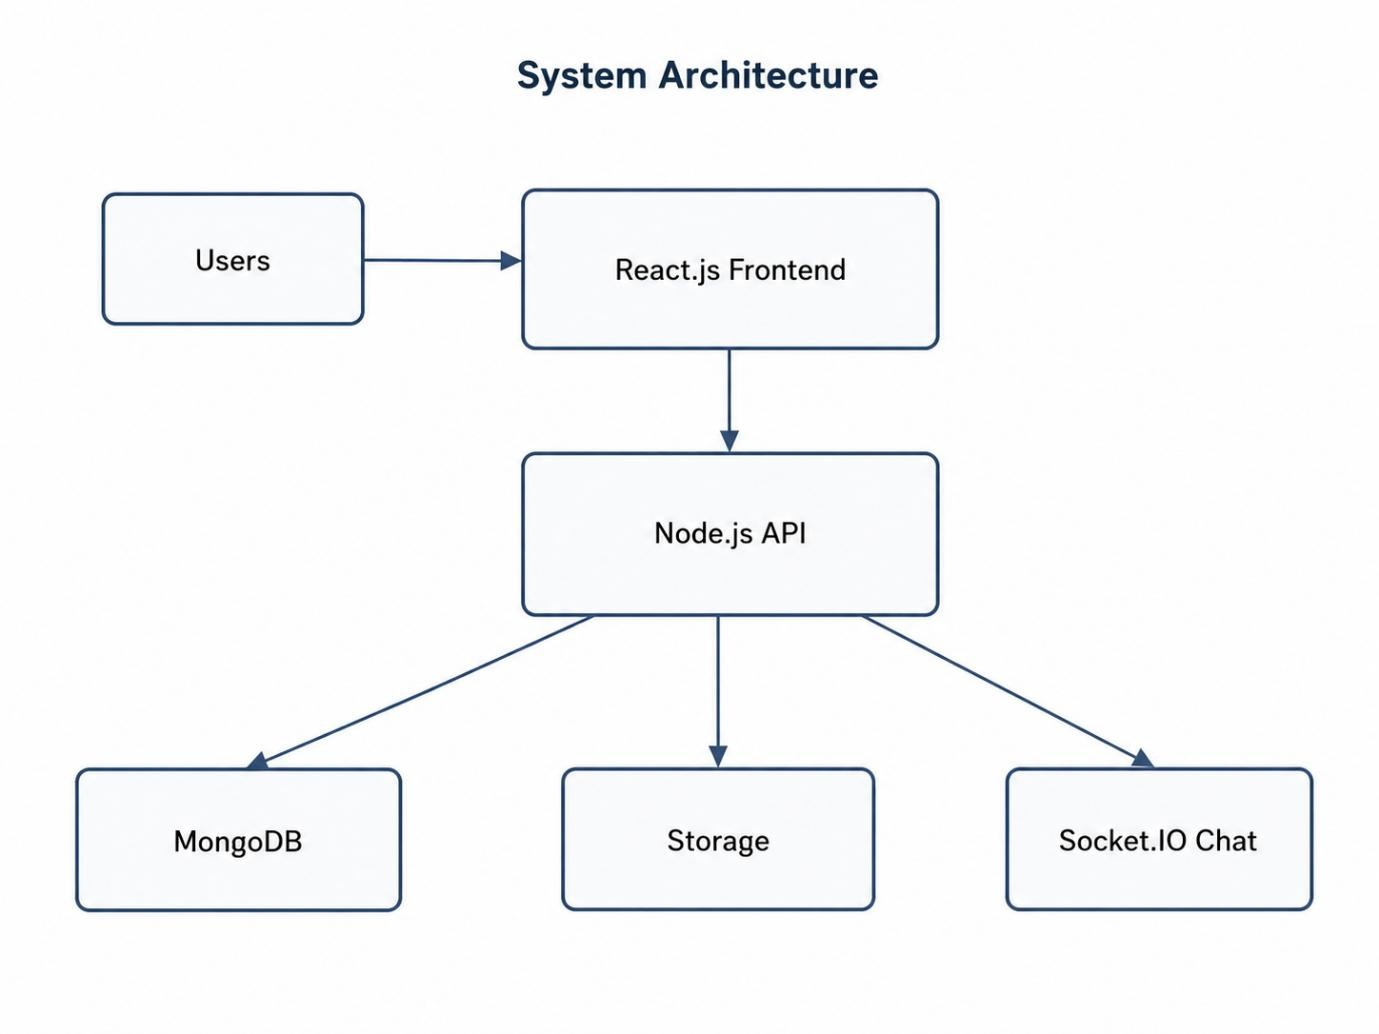 System Architecture
Users
React.js Frontend
Node.js API
MongoDB
Storage
Socket.IO Chat